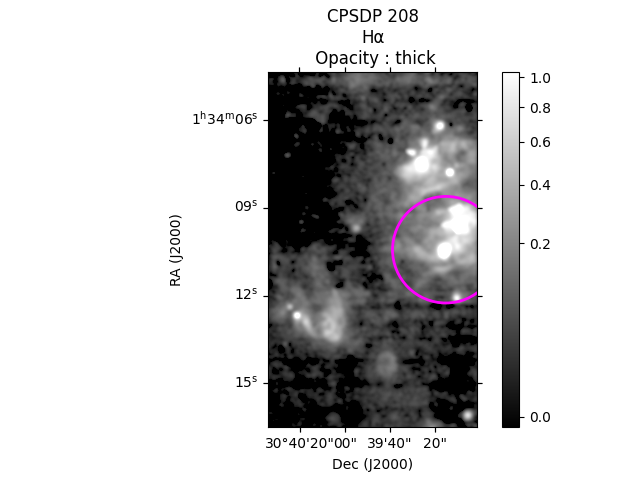 CPSDP 208
Hα
Opacity : thick
1ʰ34ᵐ06ˢ
09ˢ
12ˢ
15ˢ
30°40'20"00" 39'40" 20"
Dec (J2000)
RA (J2000)
1.0
0.8
0.6
0.4
0.2
0.0